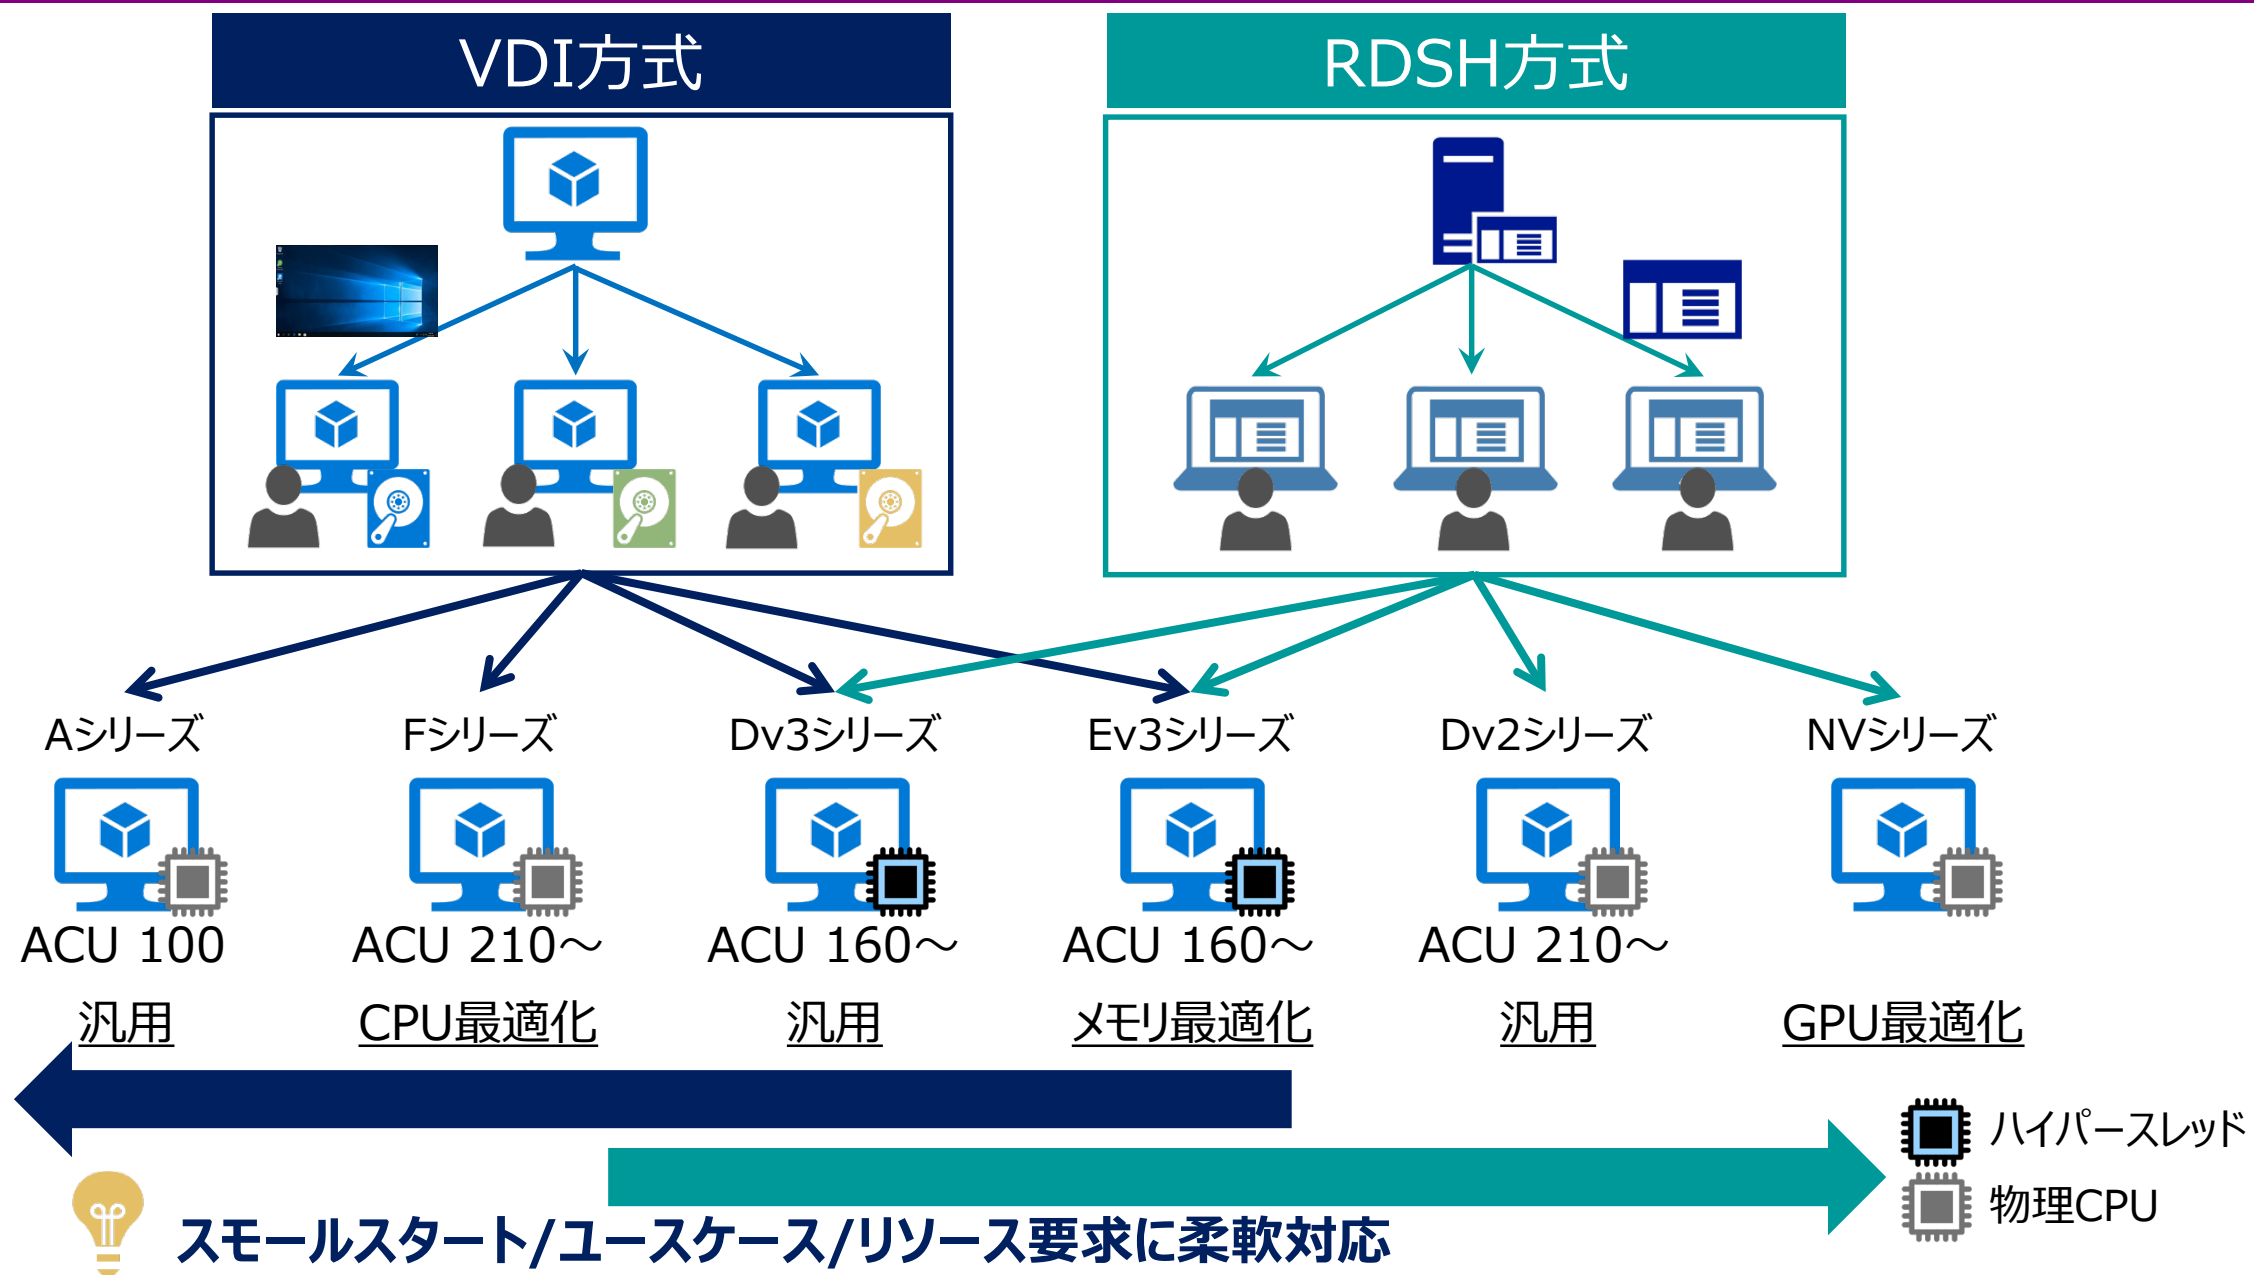 VDI方式
RDSH方式
Aシリーズ
Fシリーズ
Dv3シリーズ
Ev3シリーズ
Dv2シリーズ
NVシリーズ
ACU 100
ACU 210～
ACU 160～
ACU 160～
ACU 210～
汎用
CPU最適化
汎用
メモリ最適化
汎用
GPU最適化
ハイパースレッド
物理CPU
スモールスタート/ユースケース/リソース要求に柔軟対応